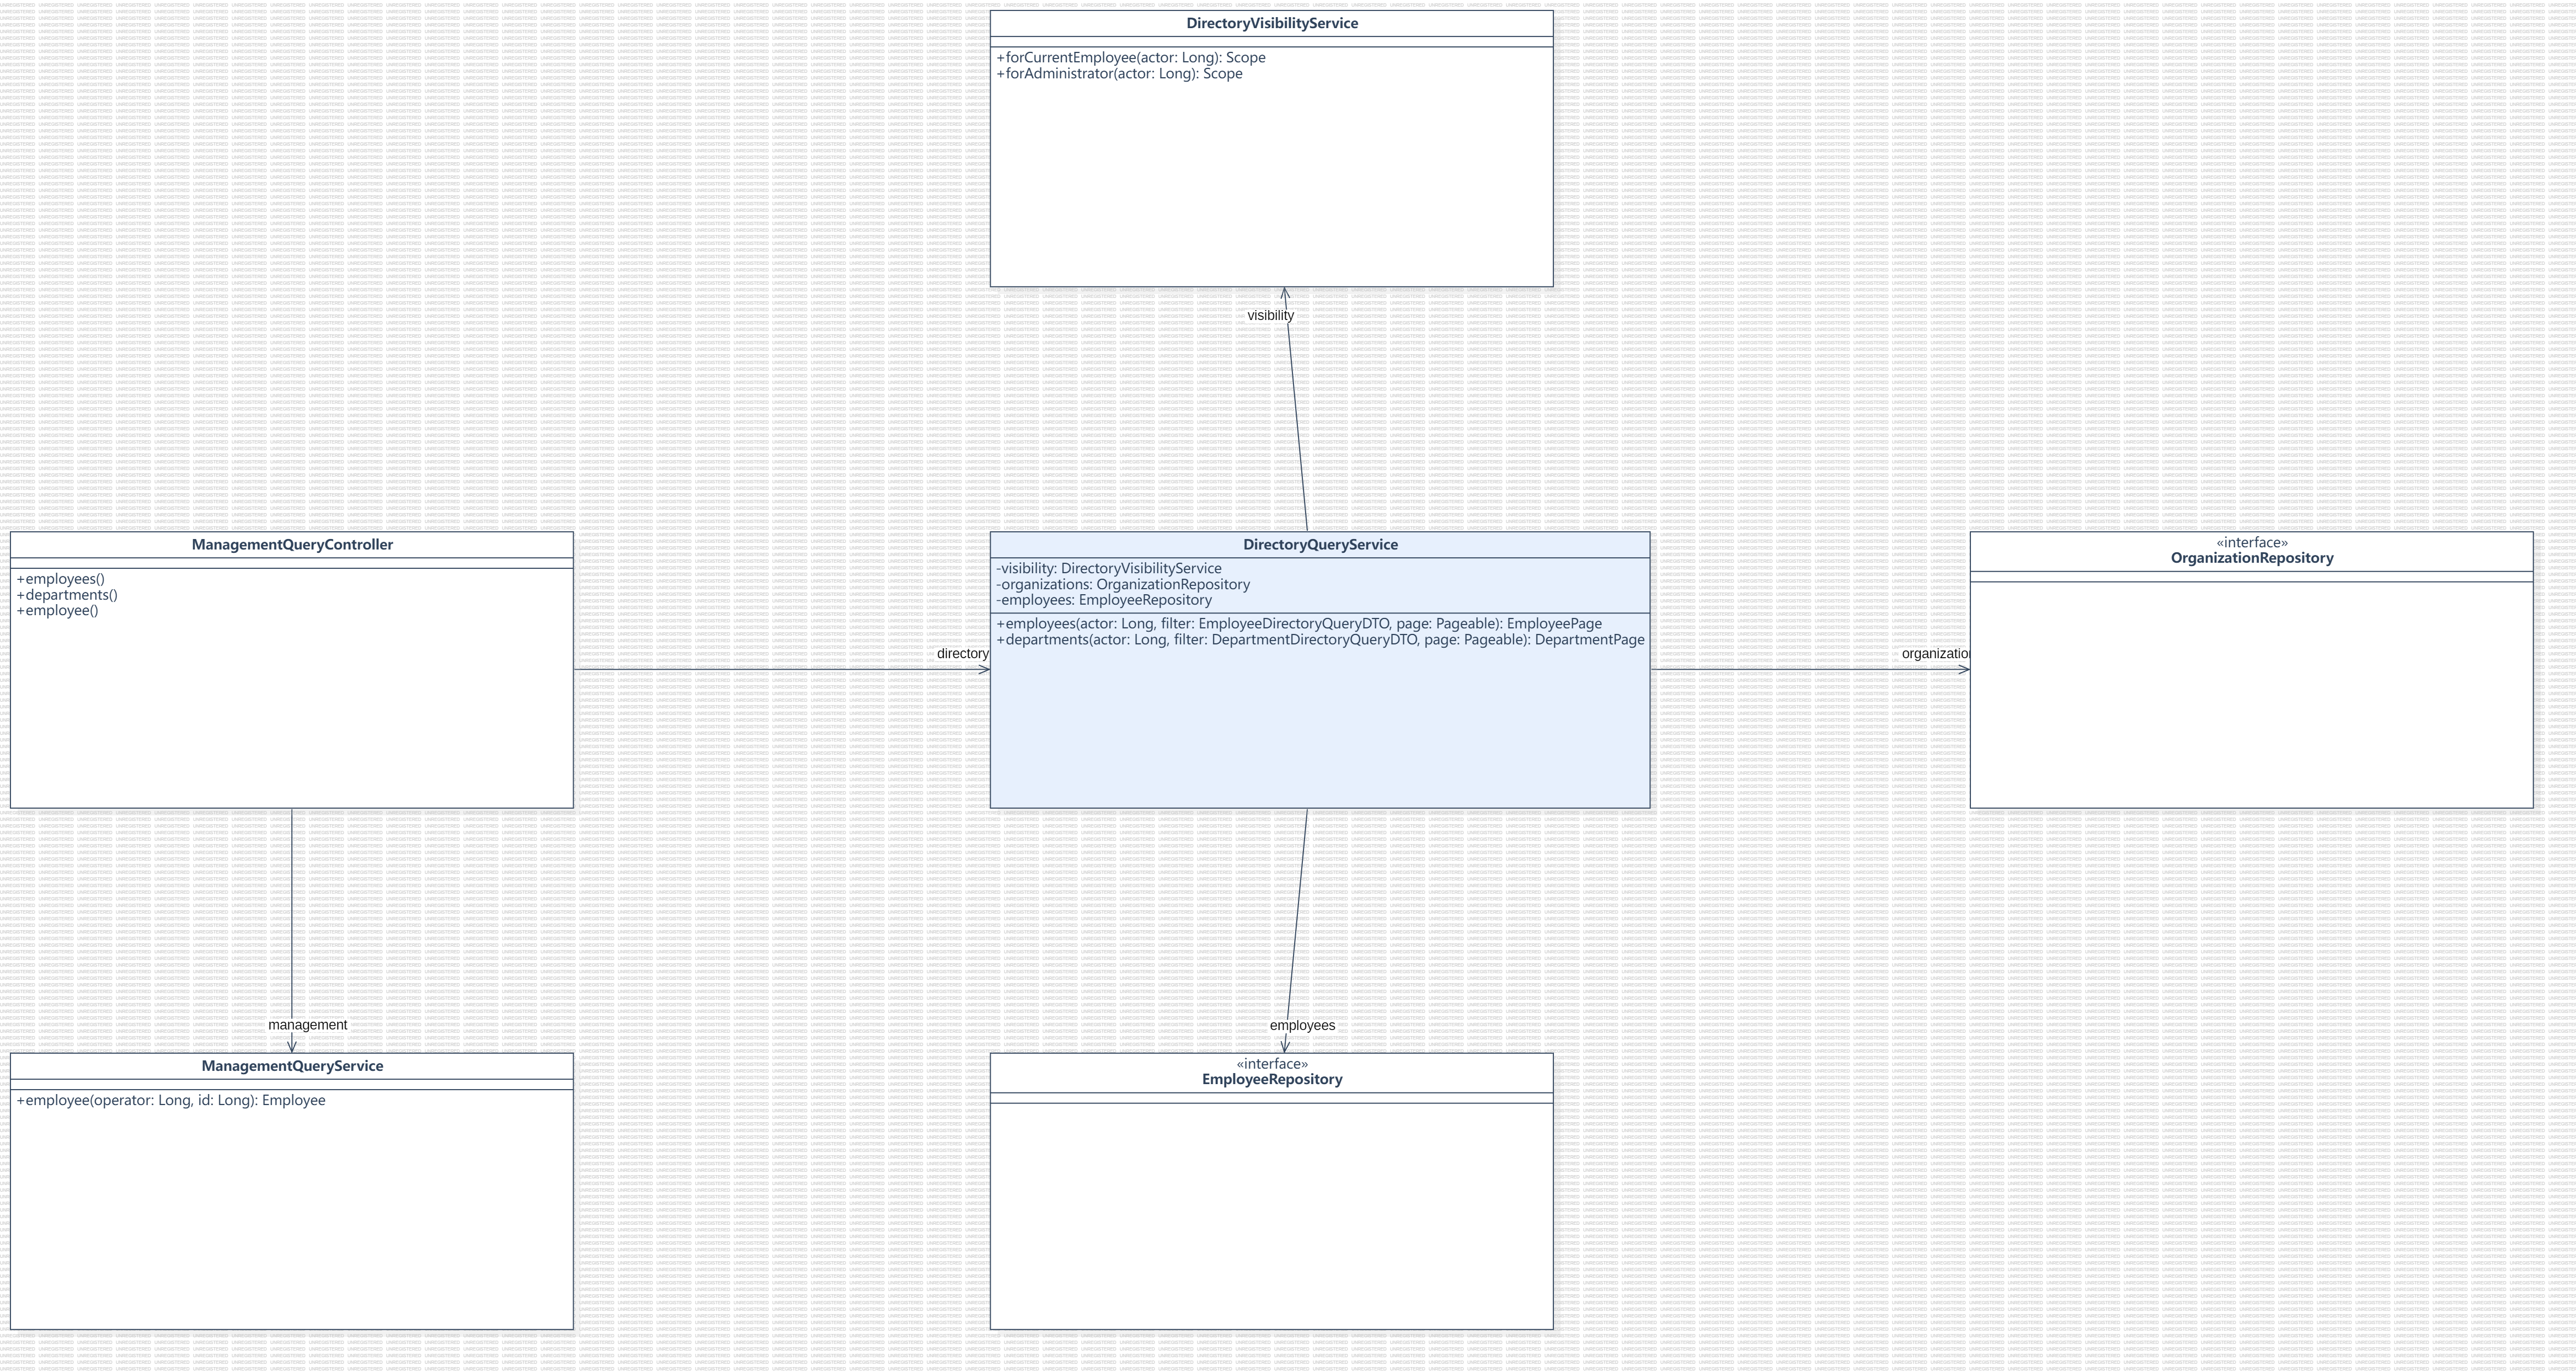 DirectoryVisibilityService
+forCurrentEmployee(actor: Long): Scope
+forAdministrator(actor: Long): Scope
visibility
ManagementQueryController
+employees()
+departments()
+employee()
directory
DirectoryQueryService
-visibility: DirectoryVisibilityService
-organizations: OrganizationRepository
-employees: EmployeeRepository
+employees(actor: Long, filter: EmployeeDirectoryQueryDTO, page: Pageable): EmployeePage
+departments(actor: Long, filter: DepartmentDirectoryQueryDTO, page: Pageable): DepartmentPage
organization
«interface»
OrganizationRepository
management
ManagementQueryService
+employee(operator: Long, id: Long): Employee
employees
«interface»
EmployeeRepository
UNREGISTERED